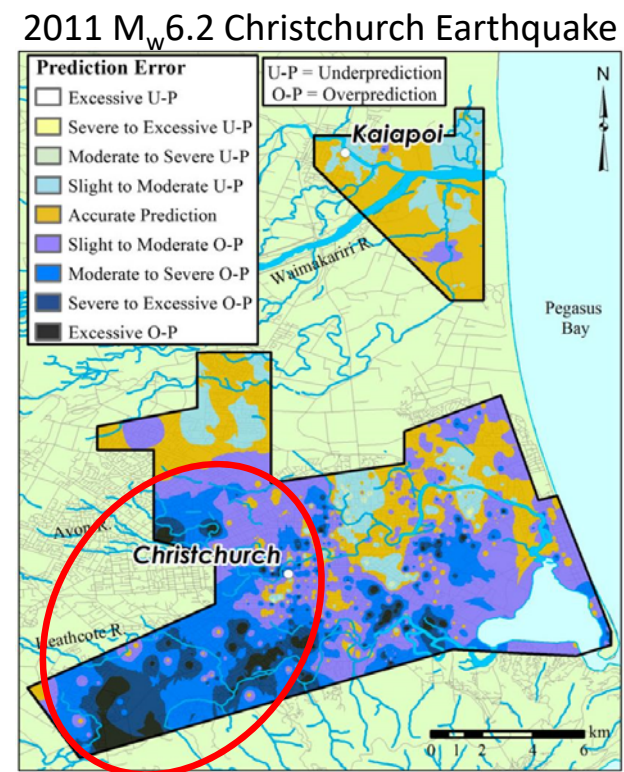 2011 Mw6.2 Christchurch Earthquake
Prediction Error
Excessive U-P
Severe to Excessive U-P
Moderate to Severe U-P
Slight to Moderate U-P
Accurate Prediction
Slight to Moderate O-P
Moderate to Severe O-P
Severe to Excessive O-P
Excessive O-P
U-P = Underprediction
O-P = Overprediction
N
Kaiapoi
Waimakariri R.
Pegasus
Bay
Avon R.
Christchurch
Heathcote R.
km
0 1 2 4 6